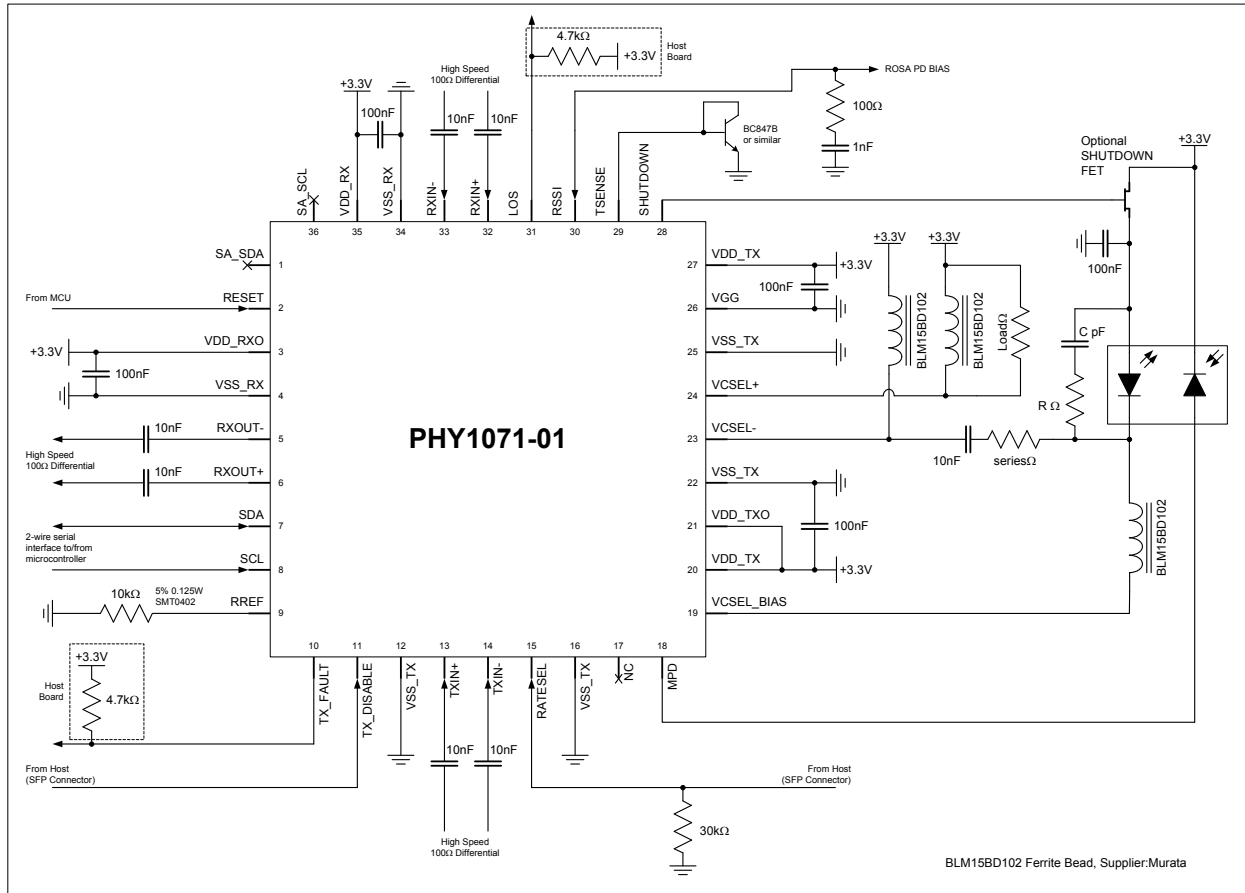 4.7kΩ
+3.3V
Host
Board
High Speed
100Ω Differential
+3.3V
100nF
10nF
10nF
ROSA PD BIAS
100Ω
1nF
BC847B
or similar
Optional
SHUTDOWN
FET
+3.3V
SA_SCL
VDD_RX
VSS_RX
RXIN-
RXIN+
LOS
RSSI
TSENSE
SHUTDOWN
36
35
34
33
32
31
30
29
28
SA_SDA
1
From MCU
RESET
2
+3.3V
VDD_RXO
3
100nF
VSS_RX
4
10nF
RXOUT-
5
High Speed
100Ω Differential
10nF
RXOUT+
6
SDA
7
2-wire serial
interface to/from
microcontroller
SCL
8
10kΩ
5% 0.125W
SMT0402
RREF
9
PHY1071-01
27
VDD_TX
+3.3V
100nF
26
VGG
25
VSS_TX
24
VCSEL+
23
VCSEL-
22
VSS_TX
21
VDD_TXO
100nF
20
VDD_TX
+3.3V
19
VCSEL_BIAS
+3.3V
+3.3V
BLM15BD102
BLM15BD102
LoadΩ
100nF
C pF
R Ω
10nF
seriesΩ
BLM15BD102
10
11
12
13
14
15
16
17
18
TX_FAULT
TX_DISABLE
VSS_TX
TXIN+
TXIN-
RATESEL
VSS_TX
NC
MPD
+3.3V
Host
Board
4.7kΩ
From Host
(SFP Connector)
10nF
10nF
High Speed
100Ω Differential
From Host
(SFP Connector)
30kΩ
BLM15BD102 Ferrite Bead, Supplier:Murata